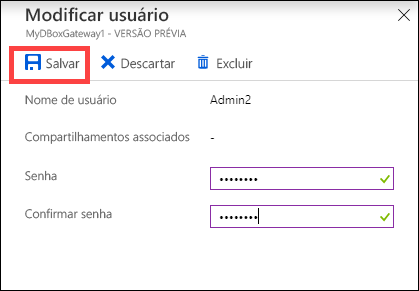 Modificar usuário
MyDBoxGateway1 - VERSÃO PRÉVIA
Salvar Descartar Excluir
Nome de usuário Admin2
Compartilhamentos associados -
Senha ••••••••
Confirmar senha ••••••••